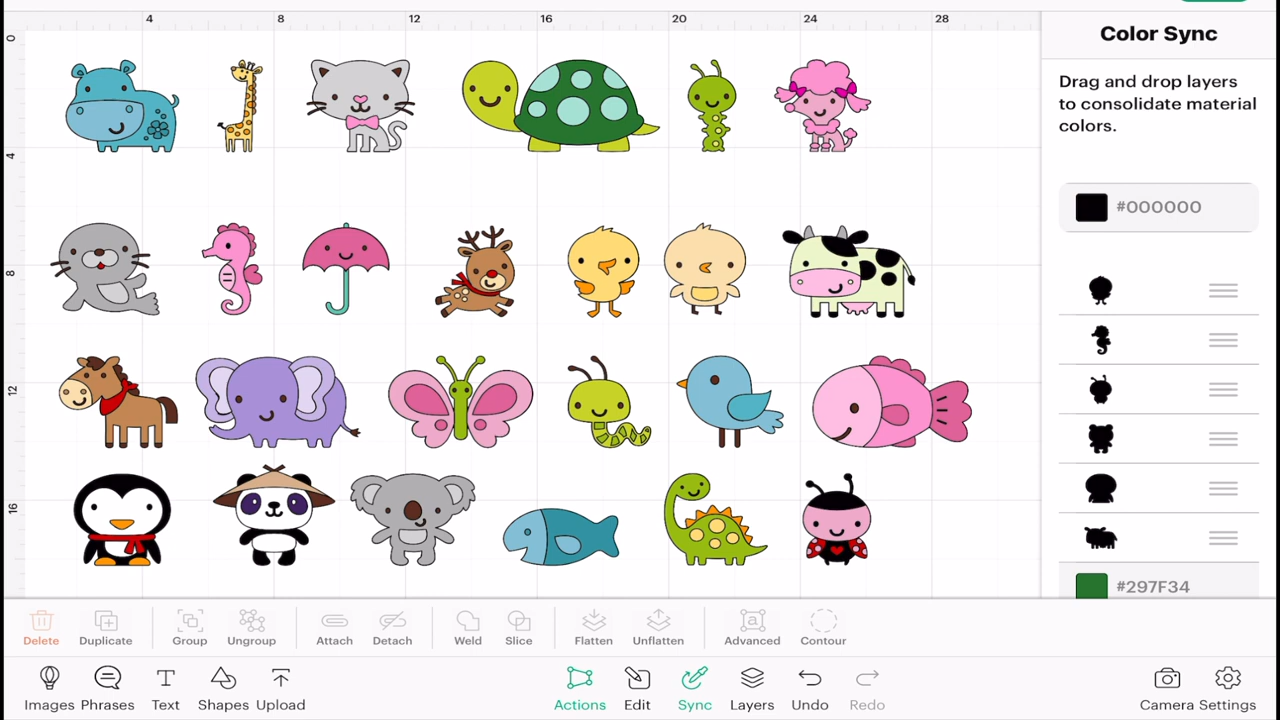 4 8 12 16 20 24 28
0
4
8
12
16
Color Sync
Drag and drop layers
to consolidate material
colors.
#000000
#297F34
Delete Duplicate Group Ungroup Attach Detach Weld Slice Flatten Unflatten Advanced Contour
Images Phrases Text Shapes Upload Actions Edit Sync Layers Undo Redo Camera Settings